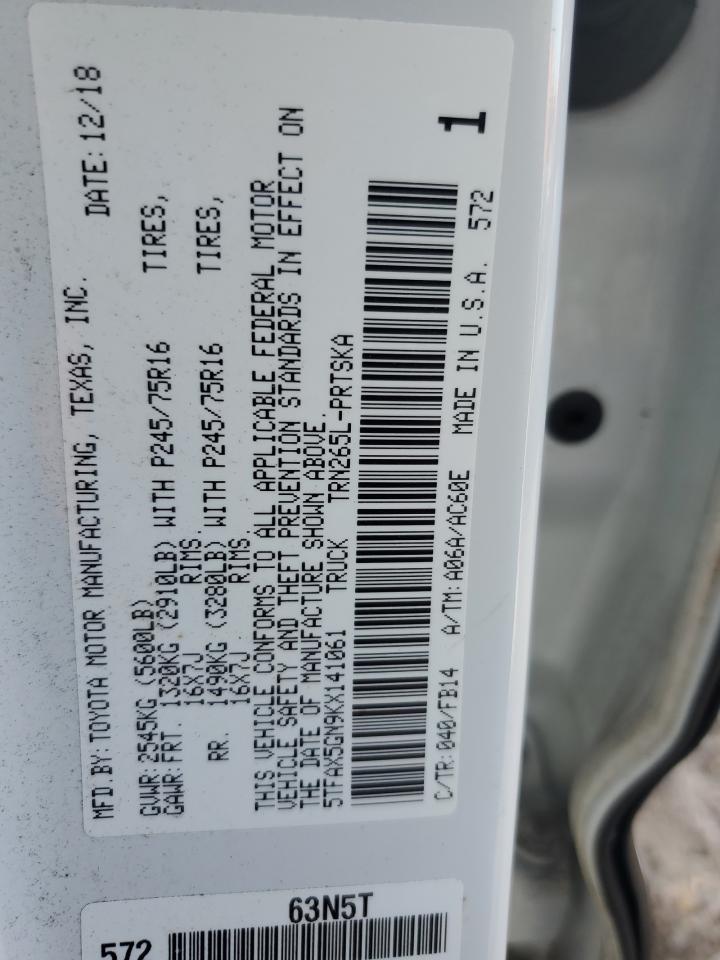 MFD.BY:TOYOTA MOTOR MANUFACTURING, TEXAS, INC. DATE:12/18
GVWR:2545KG (5600LB)
GAWR:FRT. 1320KG (2910LB) WITH P245/75R16 TIRES,
16X7J RIMS.
RR. 1490KG (3280LB) WITH P245/75R16 TIRES,
16X7J RIMS.
THIS VEHICLE CONFORMS TO ALL APPLICABLE FEDERAL MOTOR
VEHICLE SAFETY AND THEFT PREVENTION STANDARDS IN EFFECT ON
THE DATE OF MANUFACTURE SHOWN ABOVE.
5TFAX5GN9KX141061 TRUCK TRN265L-PRTSKA
1
C/TR:040/FB14 A/TM:A06A/AC60E MADE IN U.S.A. 572
63N5T
572